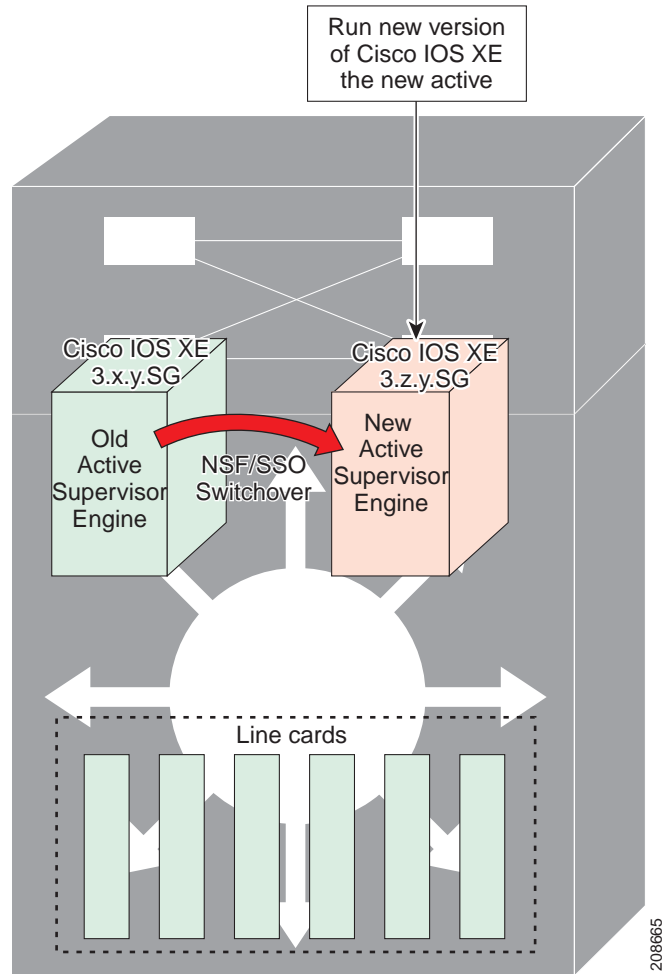 Run new version
of Cisco IOS XE
the new active
Cisco IOS XE
3.x.y.SG
Cisco IOS XE
3.z.y.SG
Old
Active
Supervisor
Engine
NSF/SSO
Switchover
New
Active
Supervisor
Engine
Line cards
208665